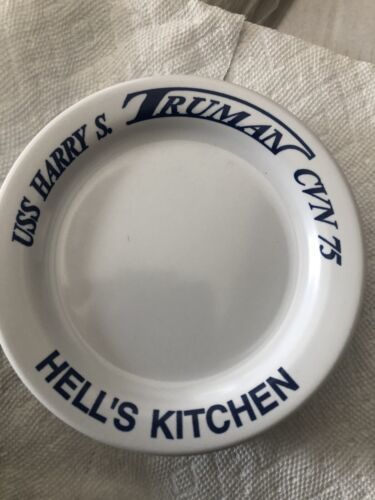 USS HARRY S. TRUMAN CVN 75
HELL'S KITCHEN